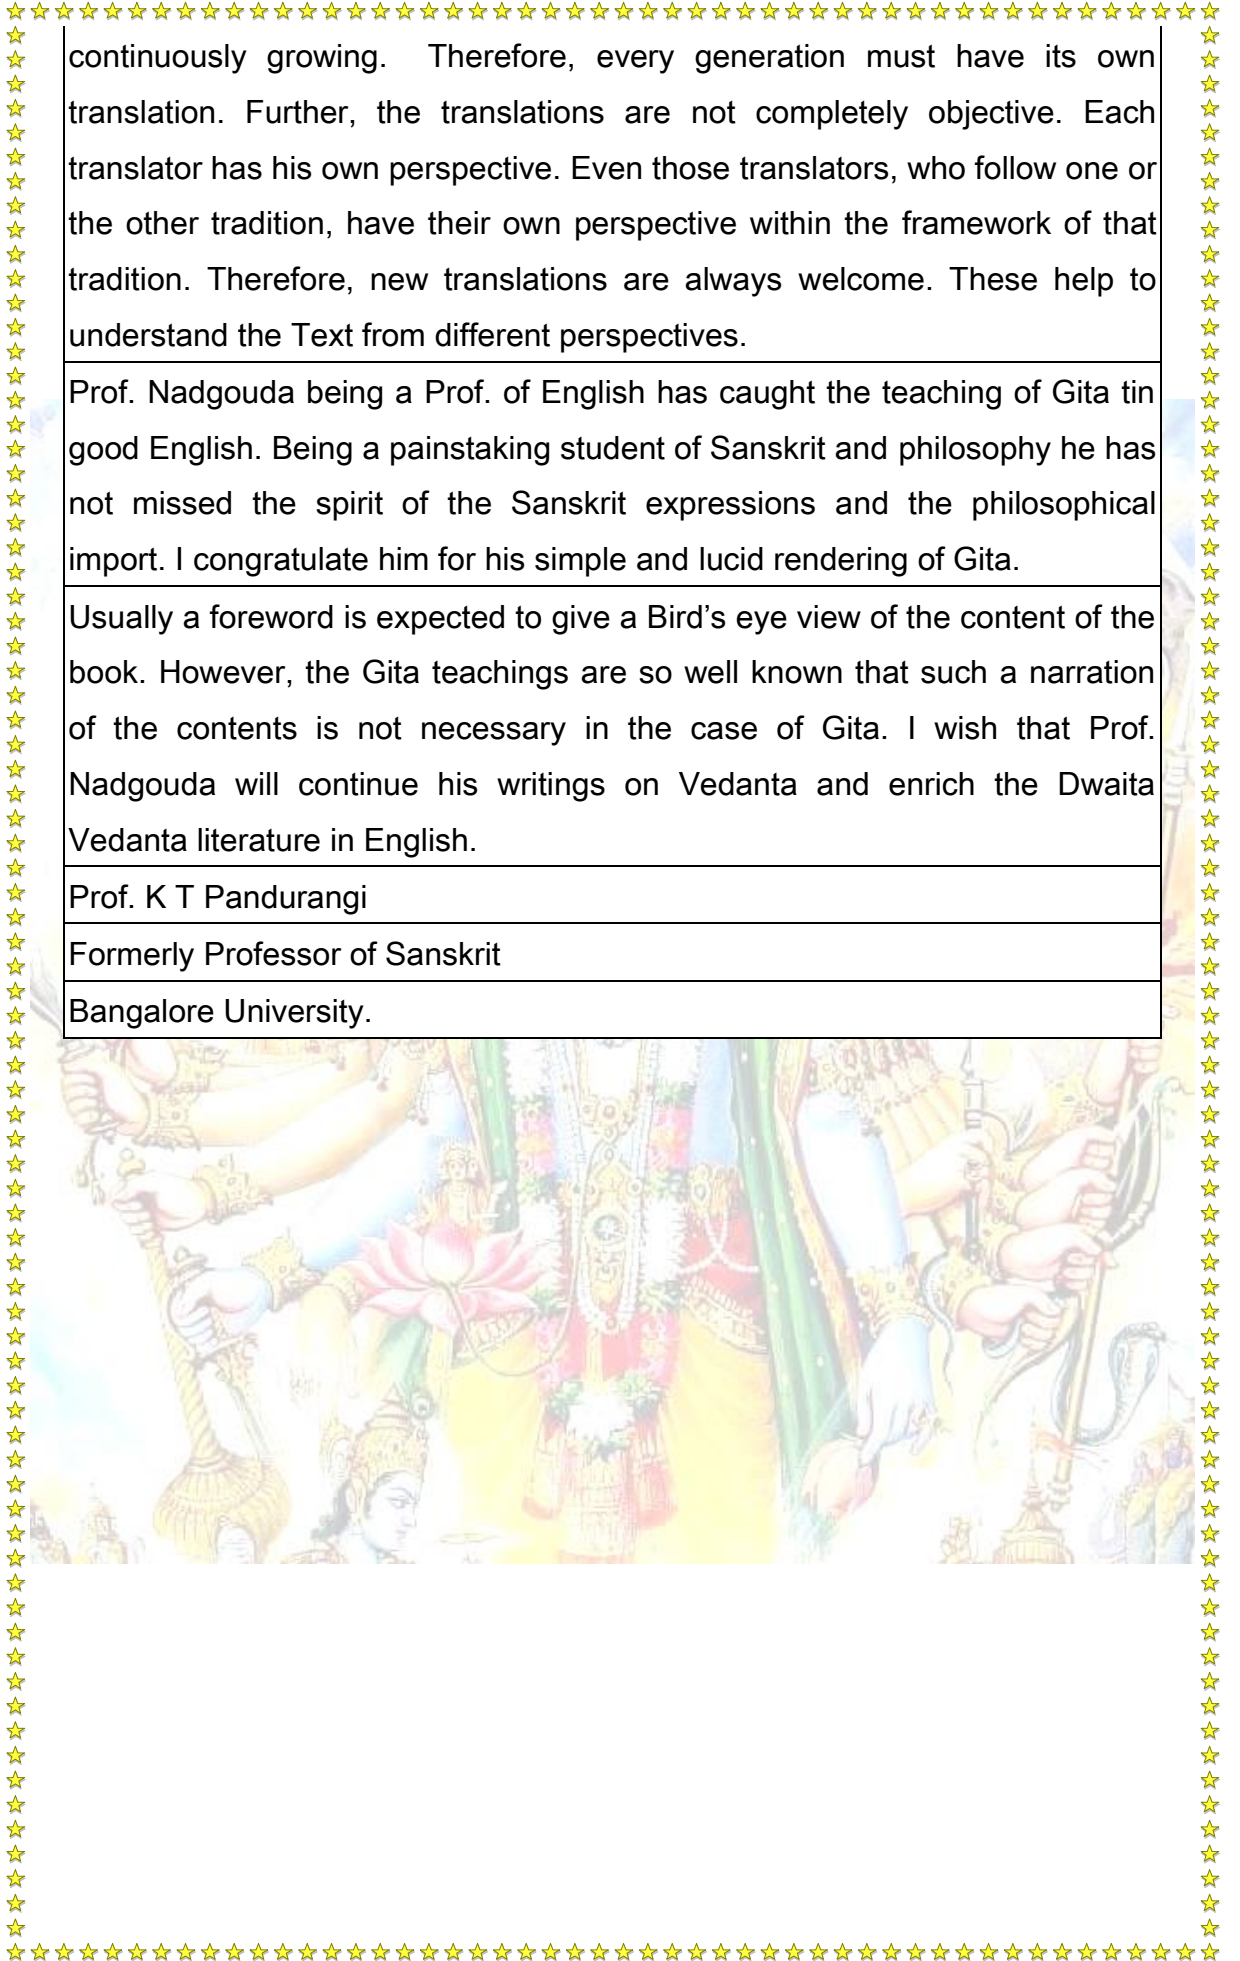 continuously growing. Therefore, every generation must have its own
translation. Further, the translations are not completely objective. Each
translator has his own perspective. Even those translators, who follow one or
the other tradition, have their own perspective within the framework of that
tradition. Therefore, new translations are always welcome. These help to
understand the Text from different perspectives.
Prof. Nadgouda being a Prof. of English has caught the teaching of Gita tin
good English. Being a painstaking student of Sanskrit and philosophy he has
not missed the spirit of the Sanskrit expressions and the philosophical
import. I congratulate him for his simple and lucid rendering of Gita.
Usually a foreword is expected to give a Bird’s eye view of the content of the
book. However, the Gita teachings are so well known that such a narration
of the contents is not necessary in the case of Gita. I wish that Prof.
Nadgouda will continue his writings on Vedanta and enrich the Dwaita
Vedanta literature in English.
Prof. K T Pandurangi
Formerly Professor of Sanskrit
Bangalore University.